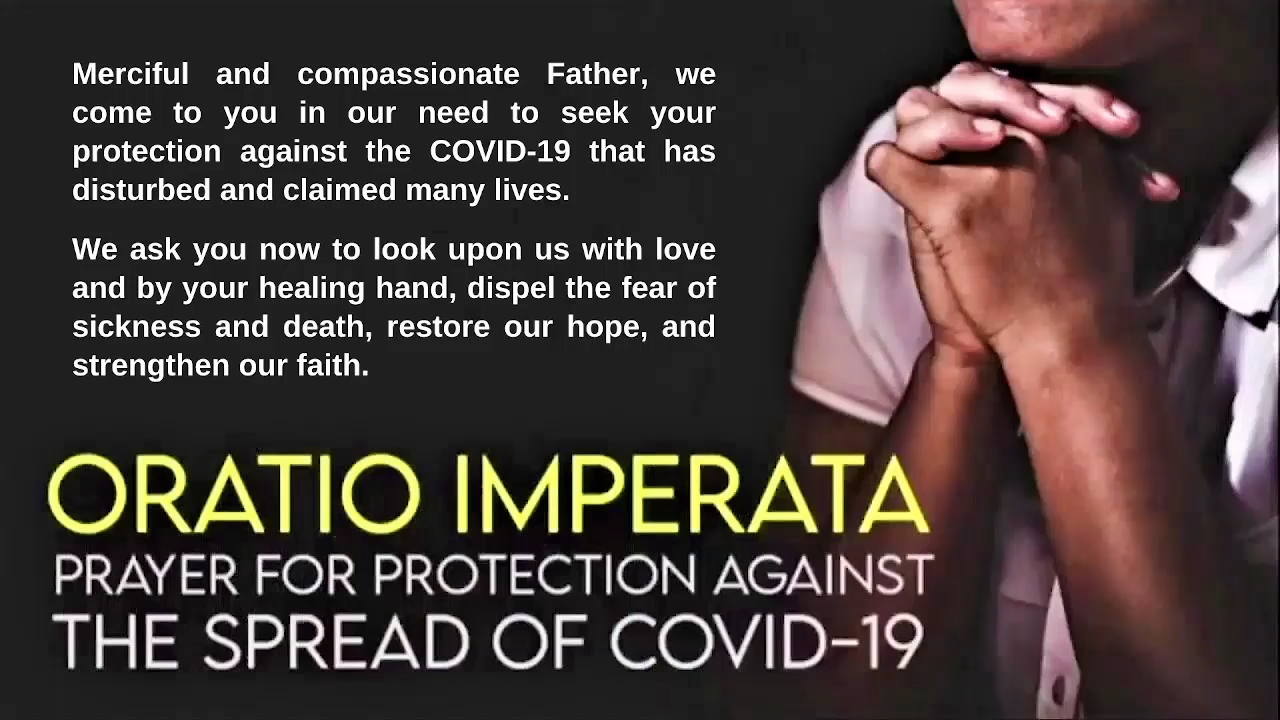 Merciful and compassionate Father, we
come to you in our need to seek your
protection against the COVID-19 that has
disturbed and claimed many lives.
We ask you now to look upon us with love
and by your healing hand, dispel the fear of
sickness and death, restore our hope, and
strengthen our faith.
ORATIO IMPERATA
PRAYER FOR PROTECTION AGAINST
THE SPREAD OF COVID-19